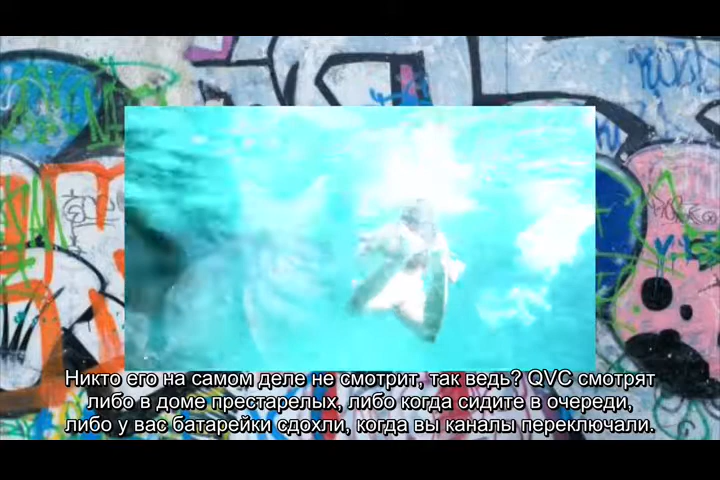 Никто его на самом деле не смотрит, так ведь? QVC смотрят
либо в доме престарелых, либо когда сидите в очереди,
либо у вас батарейки сдохли, когда вы каналы переключали.